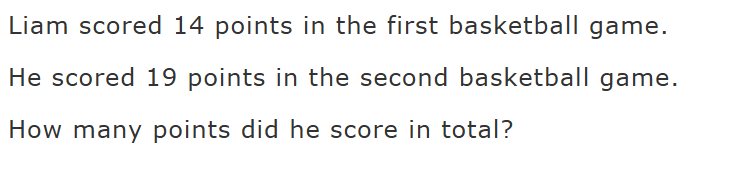 Liam scored 14 points in the first basketball game.
He scored 19 points in the second basketball game.
How many points did he score in total?